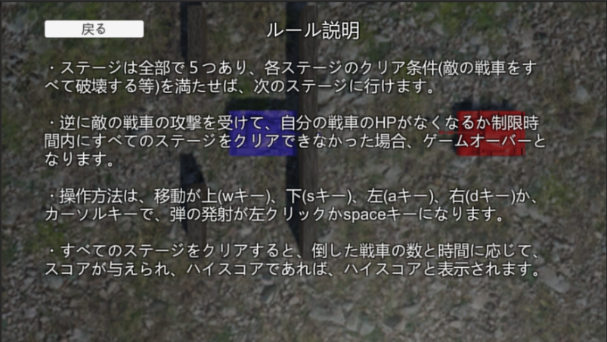 戻る
ルール説明
・ステージは全部で５つあり、各ステージのクリア条件(敵の戦車をす
べて破壊する等)を満たせば、次のステージに行けます。
・逆に敵の戦車の攻撃を受けて、自分の戦車のHPがなくなるか制限時
間内にすべてのステージをクリアできなかった場合、ゲームオーバーと
なります。
・操作方法は、移動が上(wキー)、下(sキー)、左(aキー)、右(dキー)か、
カーソルキーで、弾の発射が左クリックかspaceキーになります。
・すべてのステージをクリアすると、倒した戦車の数と時間に応じて、
スコアが与えられ、ハイスコアであれば、ハイスコアと表示されます。